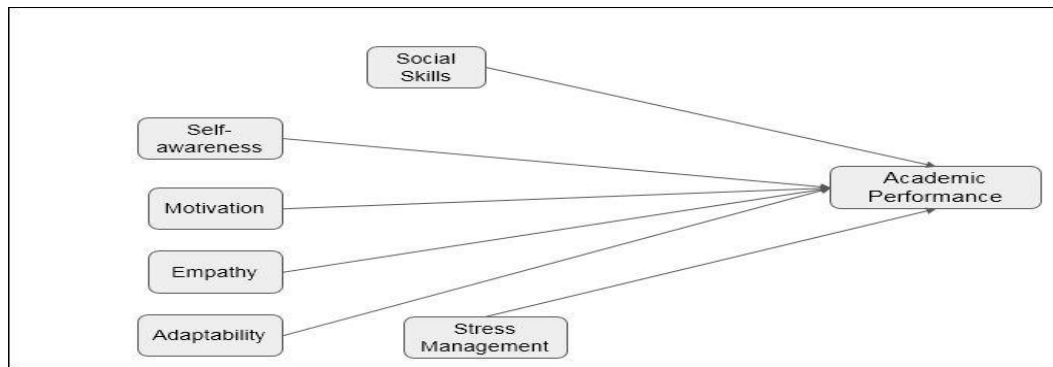 Social
Skills
Self-
awareness
Motivation
Empathy
Adaptability
Stress
Management
Academic
Performance